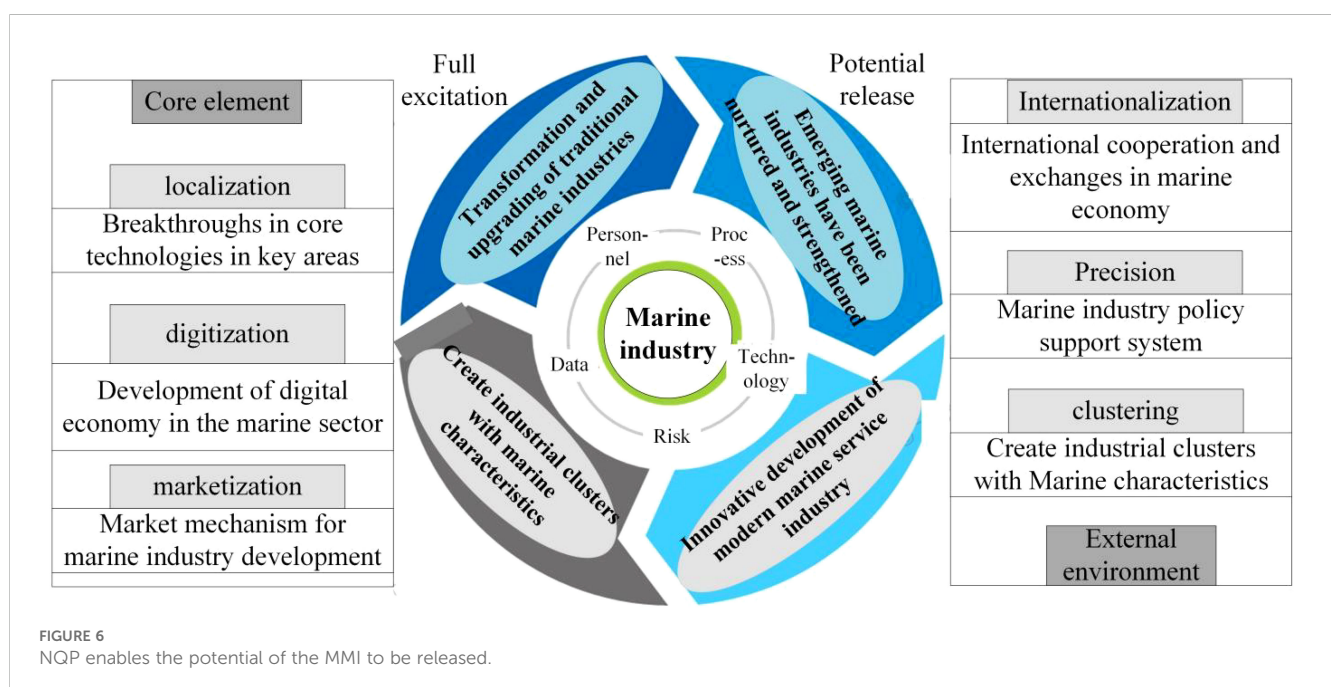 Core element
localization
Breakthroughs in core
technologies in key areas
digitization
Development of digital
economy in the marine sector
marketization
Market mechanism for
marine industry development
Full
excitation
Potential
release
Transformation and
upgrading of traditional
marine industries
Emerging marine
industries have been
nurtured and strengthened
Create industrial clusters
with marine
characteristics
Innovative development of
modern marine service
industry
Person-
nel
Proc
-ess
Marine
industry
Data
Techn-
ology
Risk
Internationalization
International cooperation and
exchanges in marine
economy
Precision
Marine industry policy
support system
clustering
Create industrial clusters
with Marine characteristics
External
environment
FIGURE 6
NQP enables the potential of the MMI to be released.